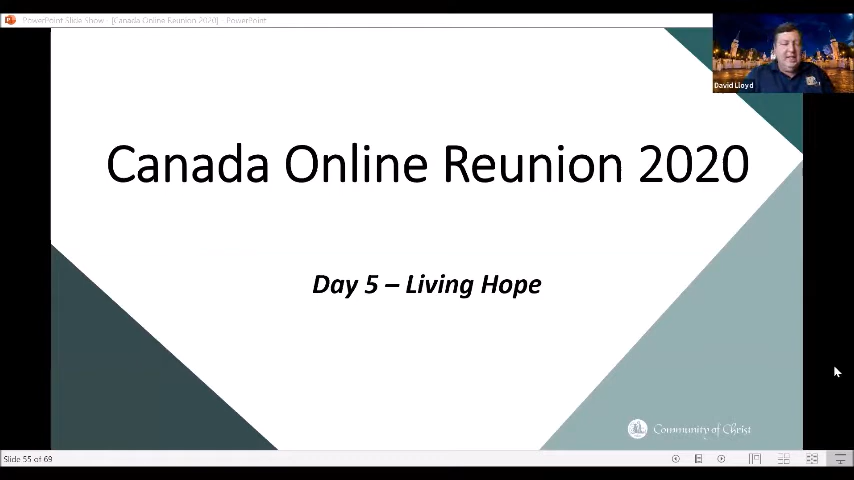 PowerPoint Slide Show - [Canada Online Reunion 2020] - PowerPoint
David Lloyd
Canada Online Reunion 2020
Day 5 – Living Hope
Community of Christ
Slide 55 of 69